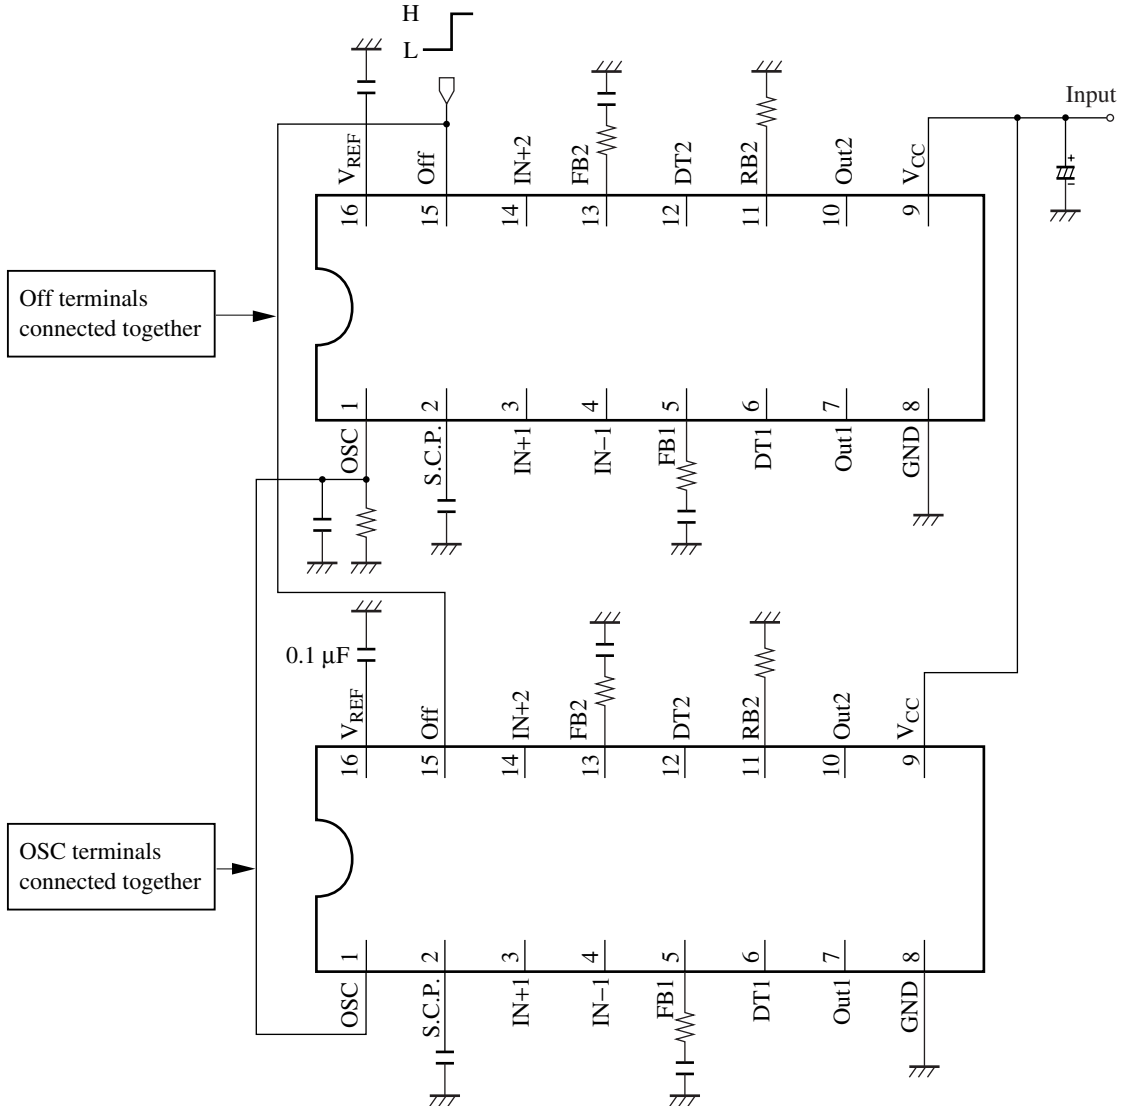 H
L
Input
VREF
Off
IN+2
FB2
DT2
RB2
Out2
VCC
16
15
14
13
12
11
10
9
Off terminals
connected together
1
2
3
4
5
6
7
8
OSC
S.C.P.
IN+1
IN−1
FB1
DT1
Out1
GND
0.1 µF
VREF
Off
IN+2
FB2
DT2
RB2
Out2
VCC
16
15
14
13
12
11
10
9
OSC terminals
connected together
1
2
3
4
5
6
7
8
OSC
S.C.P.
IN+1
IN−1
FB1
DT1
Out1
GND
+
−